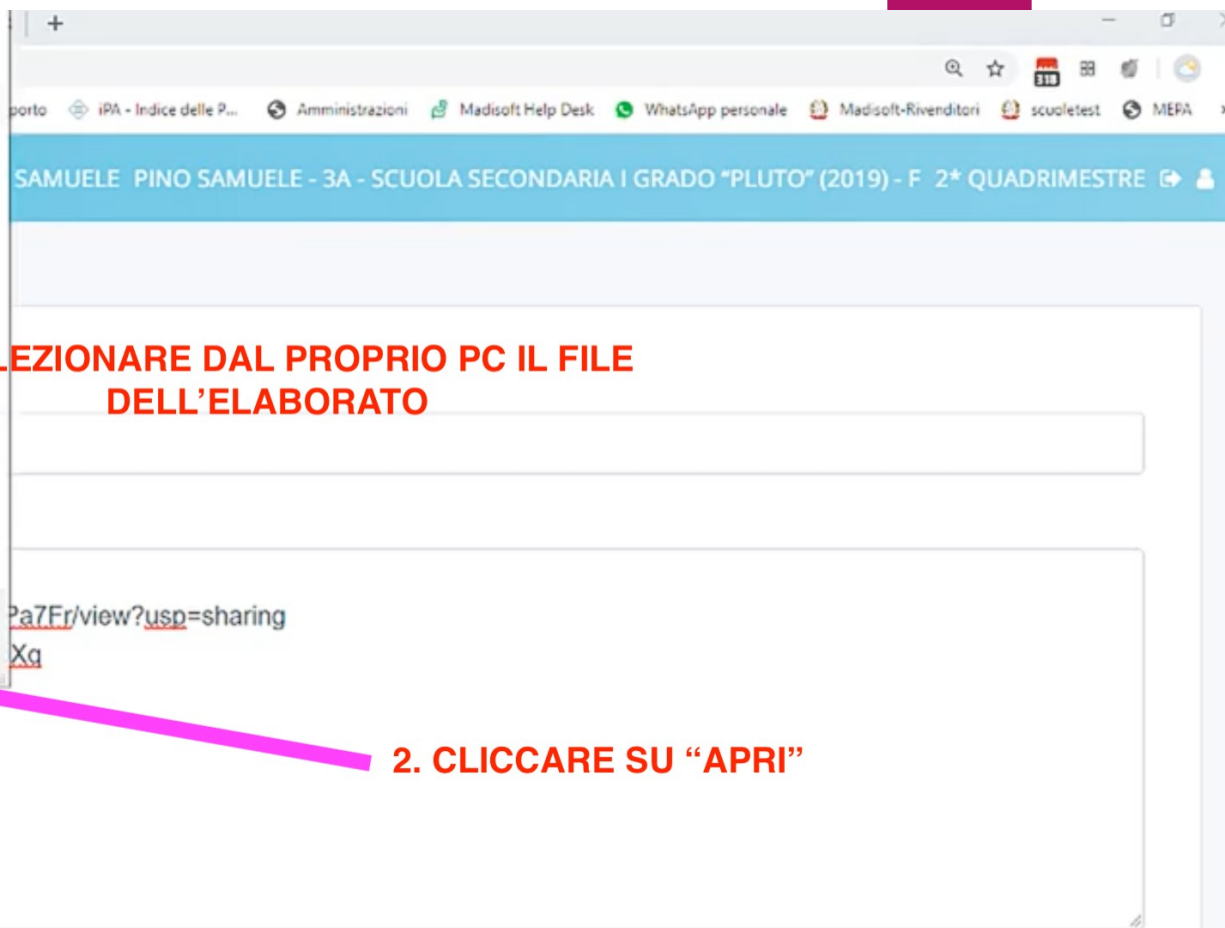 +
318
porto iPA - Indice delle P... Amministrazioni Madisoft Help Desk WhatsApp personale Madisoft-Rivenditori scuoletest MEPA
SAMUELE PINO SAMUELE - 3A - SCUOLA SECONDARIA I GRADO "PLUTO" (2019) - F 2* QUADRIMESTRE
LEZIONARE DAL PROPRIO PC IL FILE
DELL'ELABORATO
Pa7Fr/view?usp=sharing
Xq
2. CLICCARE SU “APRI”